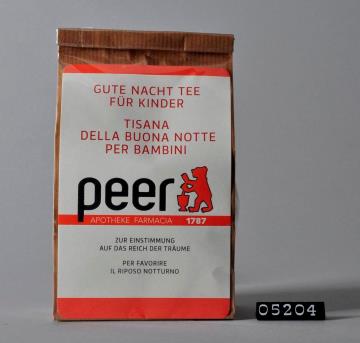 GUTE NACHT TEE
FÜR KINDER
TISANA
DELLA BUONA NOTTE
PER BAMBINI
peer
APOTHEKE FARMACIA 1787
ZUR EINSTIMMUNG
AUF DAS REICH DER TRÄUME
PER FAVORIRE
IL RIPOSO NOTTURNO
05204